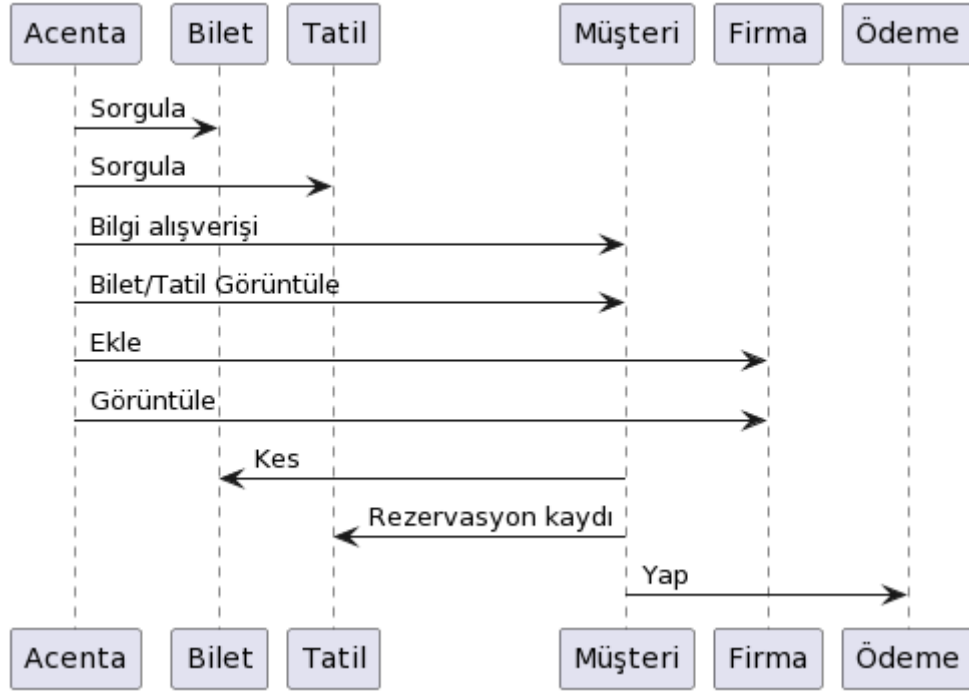 Acenta Bilet Tatil Müşteri Firma Ödeme
Sorgula
Sorgula
Bilgi alışverişi
Bilet/Tatil Görüntüle
Ekle
Görüntüle
Kes
Rezervasyon kaydı
Yap
Acenta Bilet Tatil Müşteri Firma Ödeme